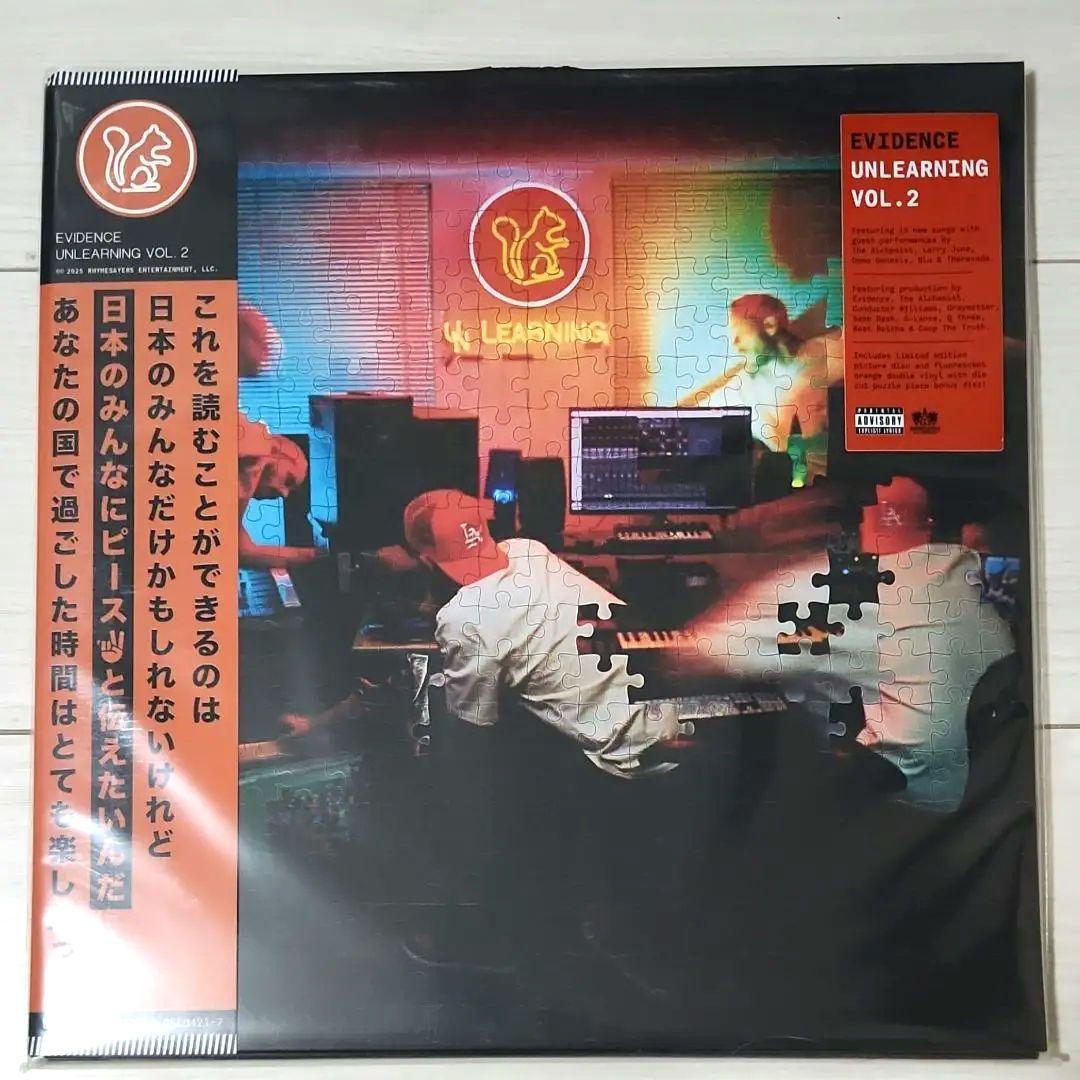 EVIDENCE
UNLEARNING VOL. 2
2025 RHYMESAYERS ENTERTAINMENT, LLC.
これを読むことができるのは
日本のみんなだけかもしれないけれど
日本のみんなにピース✌と伝えたいんだ
あなたの国で過ごした時間はとても楽し
LEARNING
LA
EVIDENCE
UNLEARNING
VOL.2
Featuring 15 new songs with
guest performances by
The Alchemist, Larry June,
Domo Genesis, Blu & Theravada.
Featuring production by
Evidence, The Alchemist,
Conductor Williams, Graymatter,
Sebb Bash, C-Lance, Q Three,
Beat Butcha & Coop The Truth.
Includes limited edition
picture disc and fluorescent
orange double vinyl with die
cut puzzle piece bonus disc!
PARENTAL
ADVISORY
EXPLICIT LYRICS